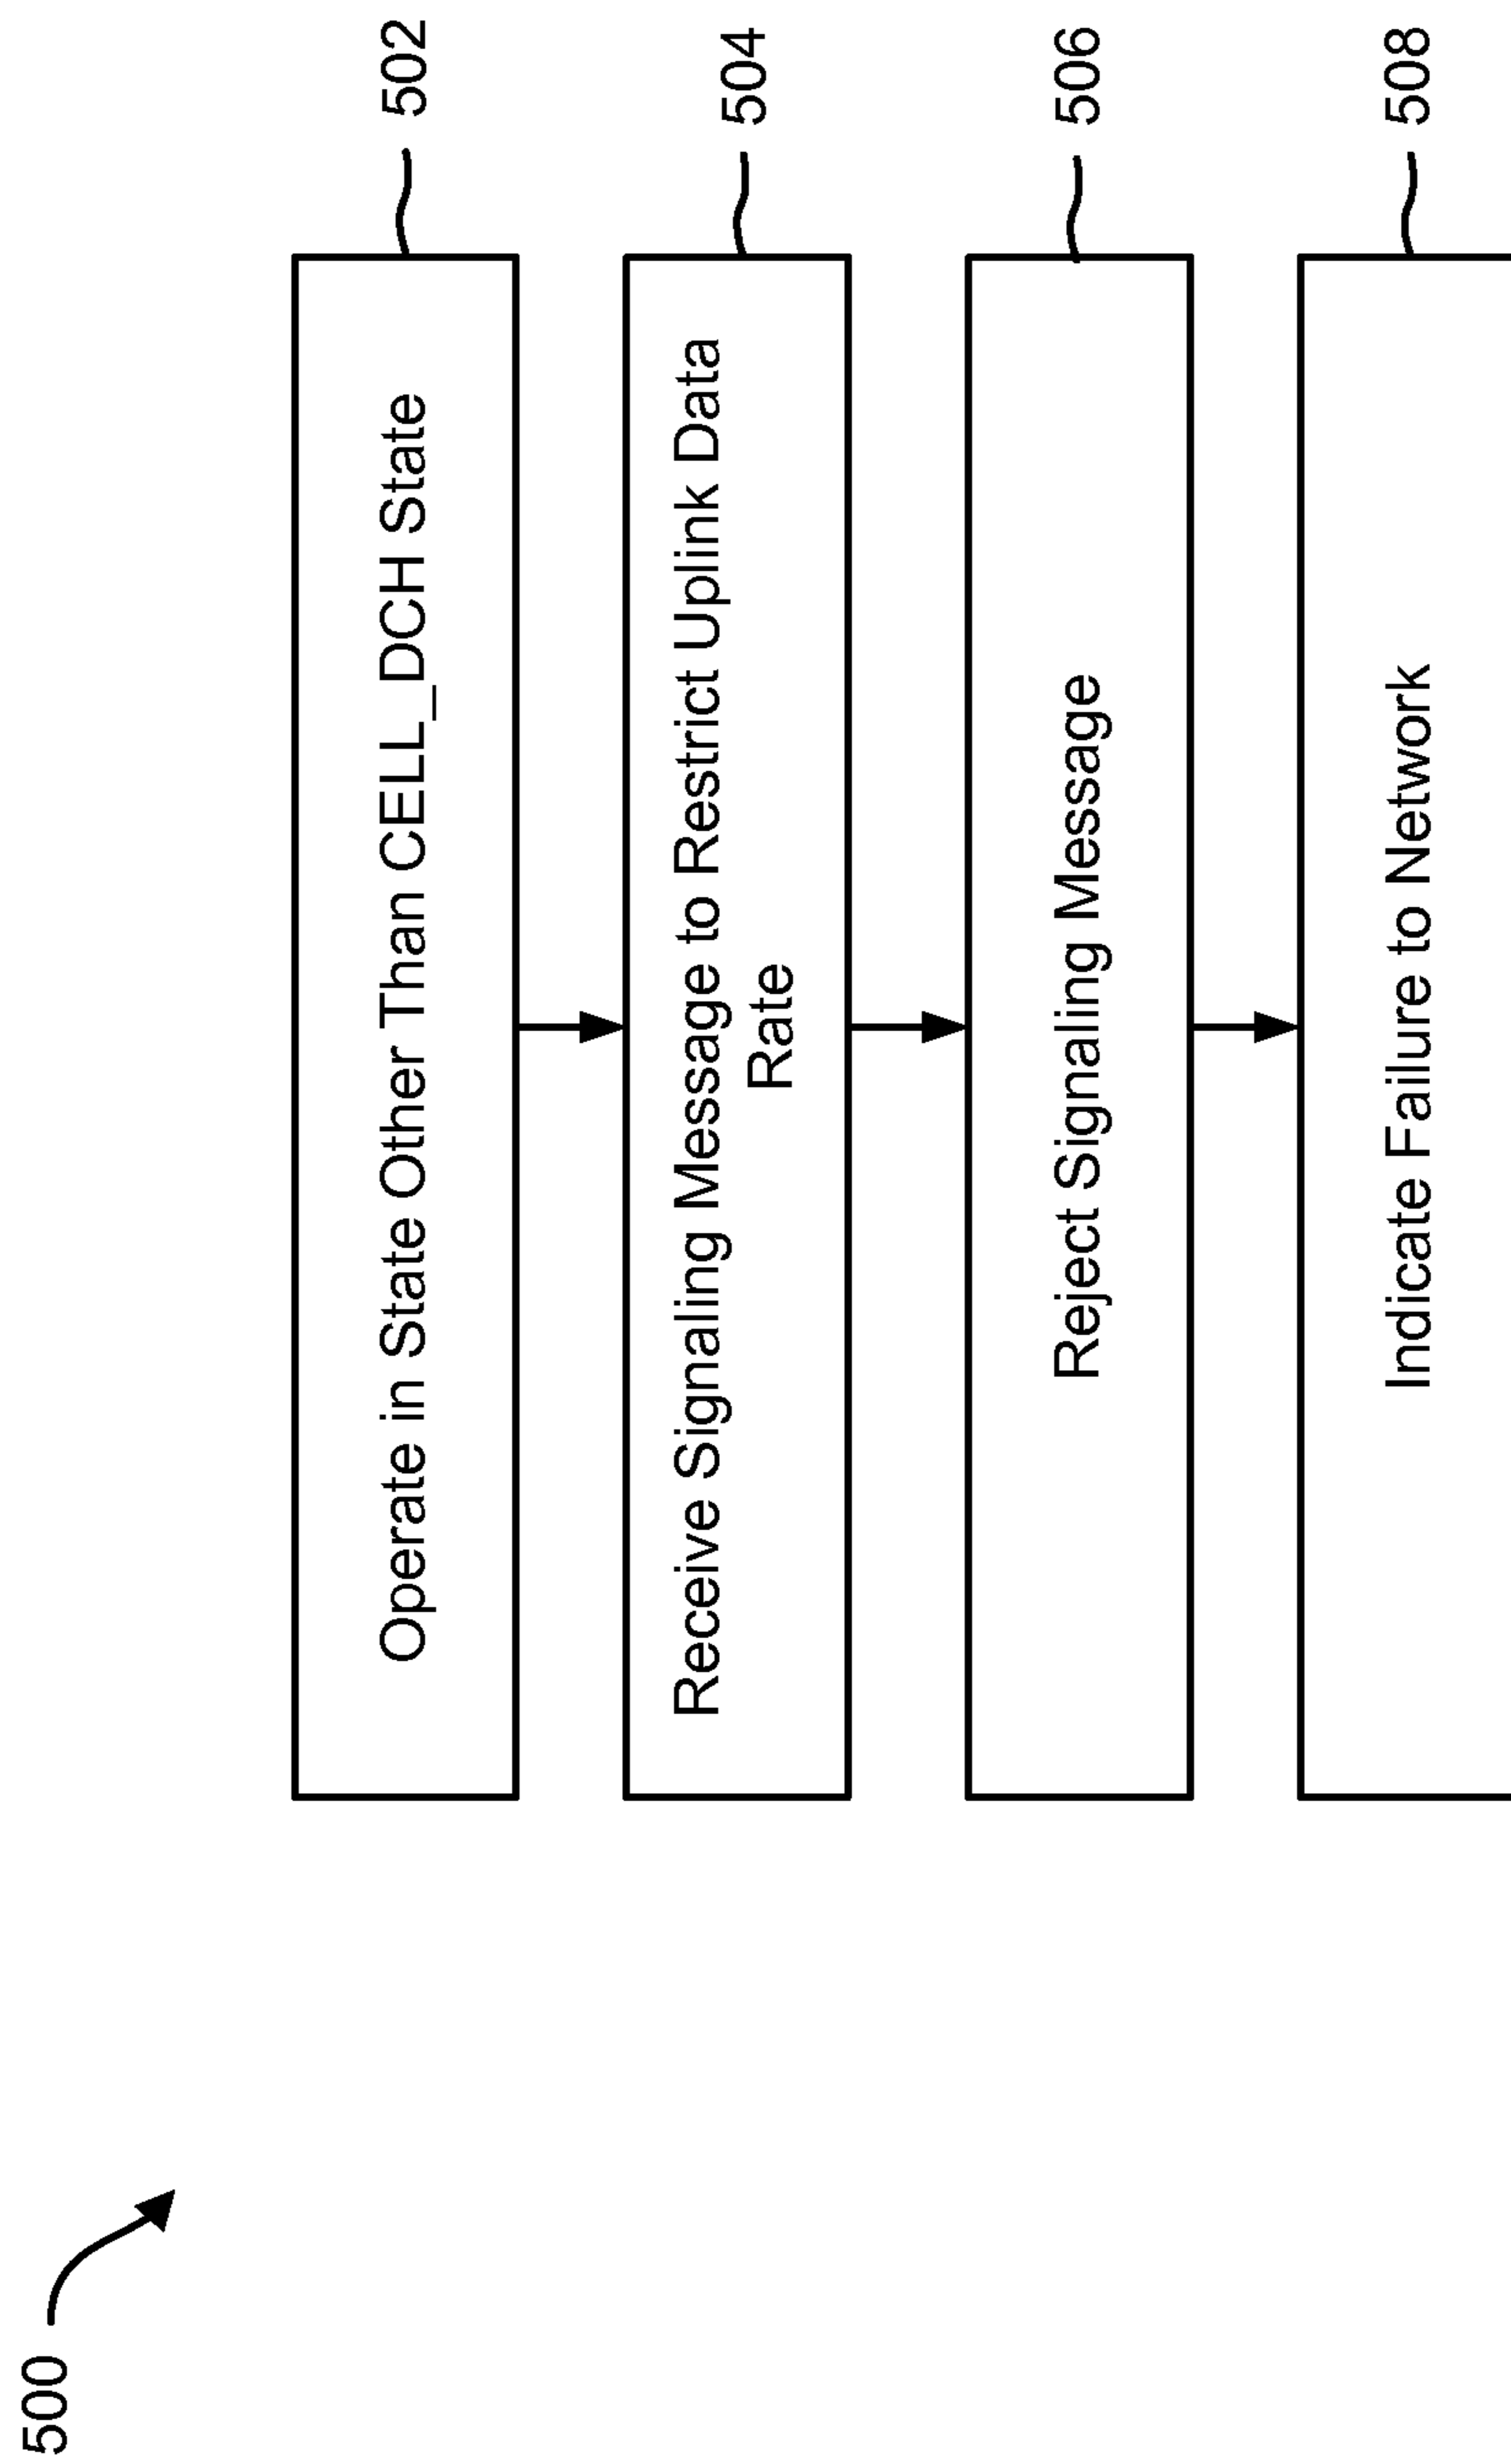 500
Operate in State Other Than CELL_DCH State
502
Receive Signaling Message to Restrict Uplink Data
Rate
504
Reject Signaling Message
506
Indicate Failure to Network
508